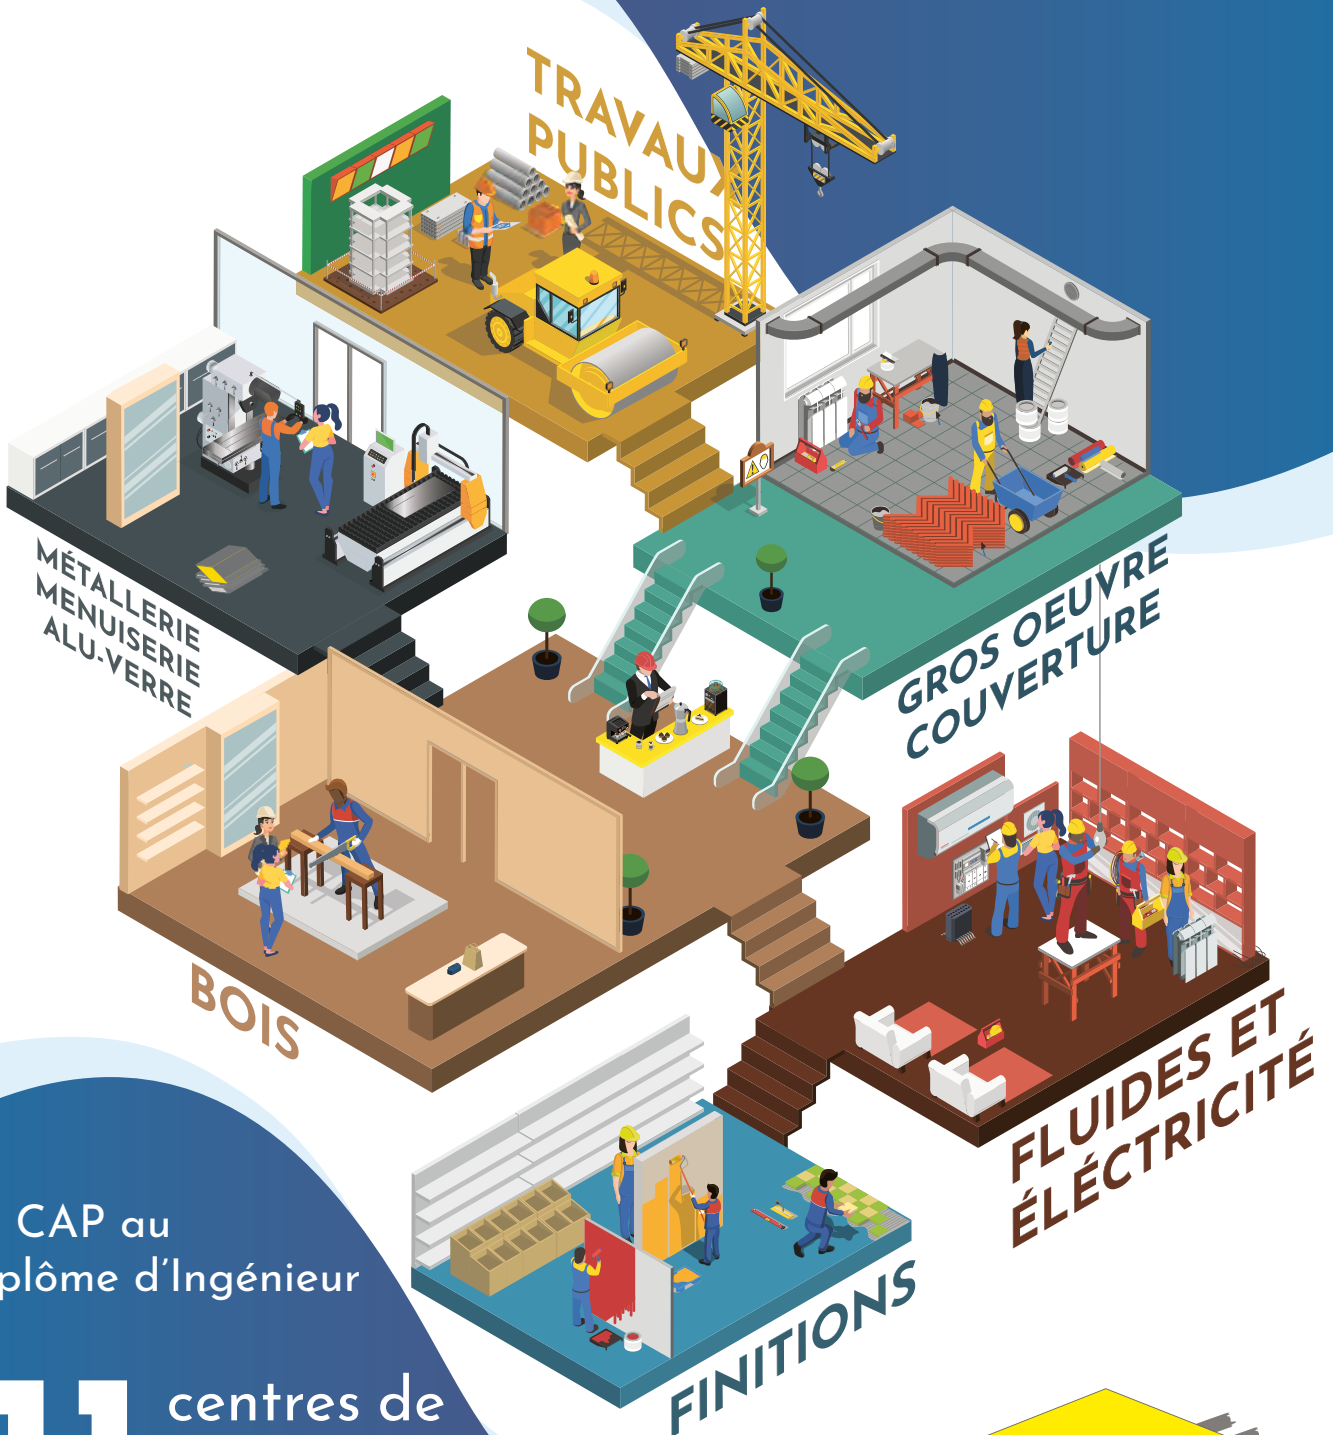 TRAVAUX
PUBLICS
MÉTALLERIE
MENUISERIE
ALU-VERRE
GROS OEUVRE
COUVERTURE
BOIS
FLUIDES ET
ÉLÉCTRICITÉ
FINITIONS
CAP au
plôme d'Ingénieur
11 centres de